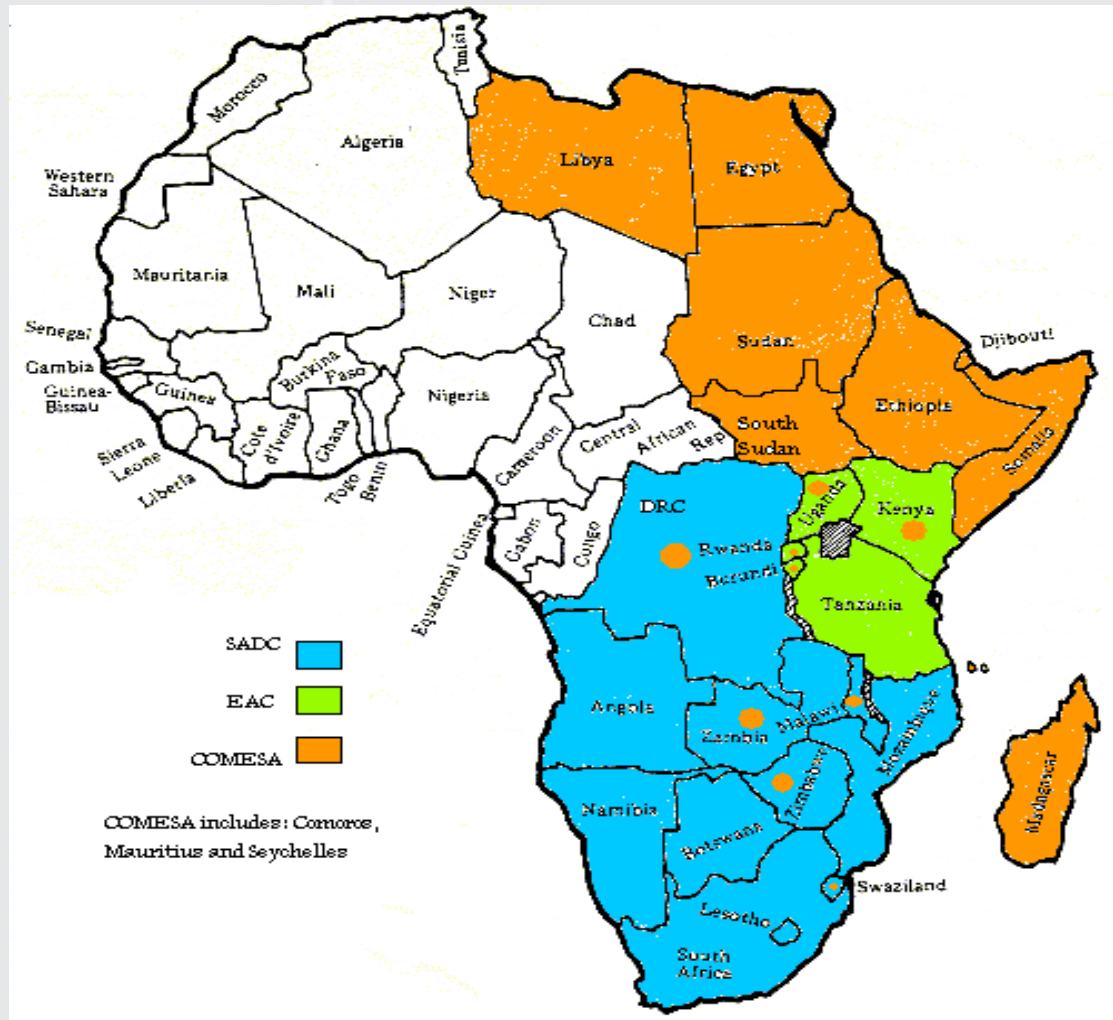 Tunisia
Morocco
Algeria
Libya
Egypt
Western
Sahara
Mauritania
Mali
Niger
Chad
Sudan
Djibouti
Senegal
Gambia
Guinea-
Bissau
Guinea
Burkina
Faso
Nigeria
Ethiopia
Somalia
South
Sudan
Sierra
Leone
Liberia
Cote
d'Ivoire
Ghana
Togo
Benin
Cameroon
Central
African
Rep
Equatorial Guinea
Gabon
Congo
DRC
Uganda
Kenya
Rwanda
Burundi
Tanzania
SADC
EAC
COMESA
Angola
Zambia
Malawi
Mozambique
Zimbabwe
Namibia
Botswana
Madagascar
COMESA includes: Comoros,
Mauritius and Seychelles
Swaziland
Lesotho
South
Africa